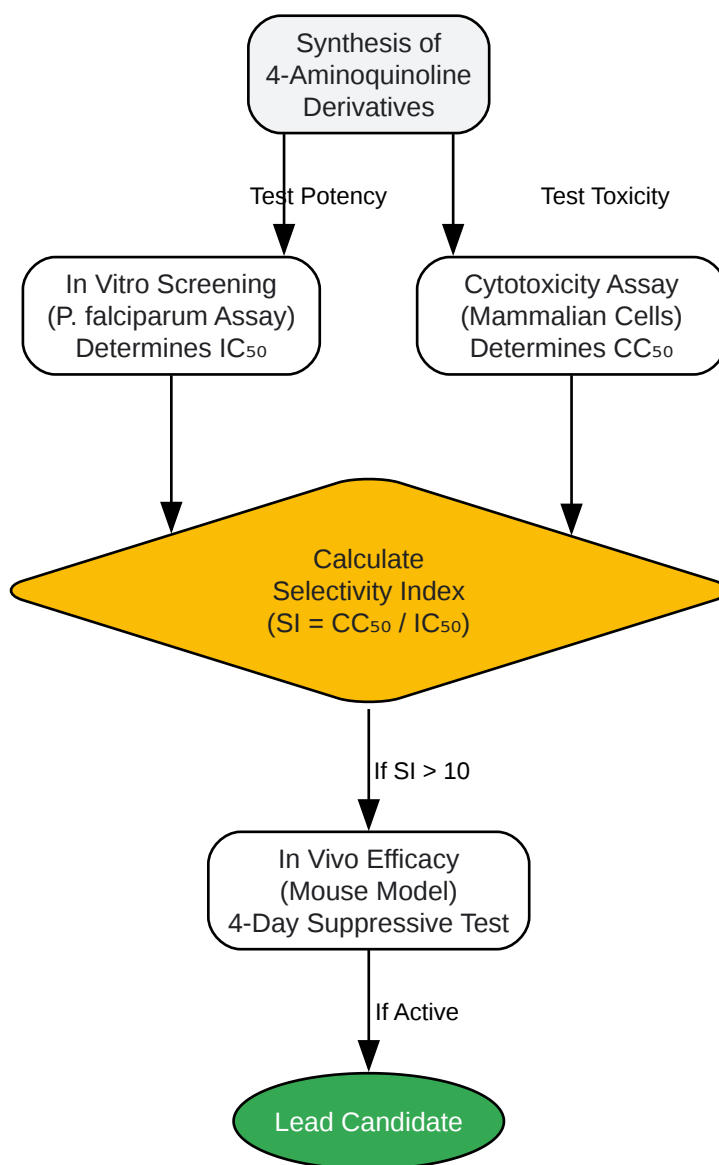 Synthesis of
4-Aminoquinoline
Derivatives
Test Potency
Test Toxicity
In Vitro Screening
(P. falciparum Assay)
Determines IC₅₀
Cytotoxicity Assay
(Mammalian Cells)
Determines CC₅₀
Calculate
Selectivity Index
(SI = CC₅₀ / IC₅₀)
If SI > 10
In Vivo Efficacy
(Mouse Model)
4-Day Suppressive Test
If Active
Lead Candidate